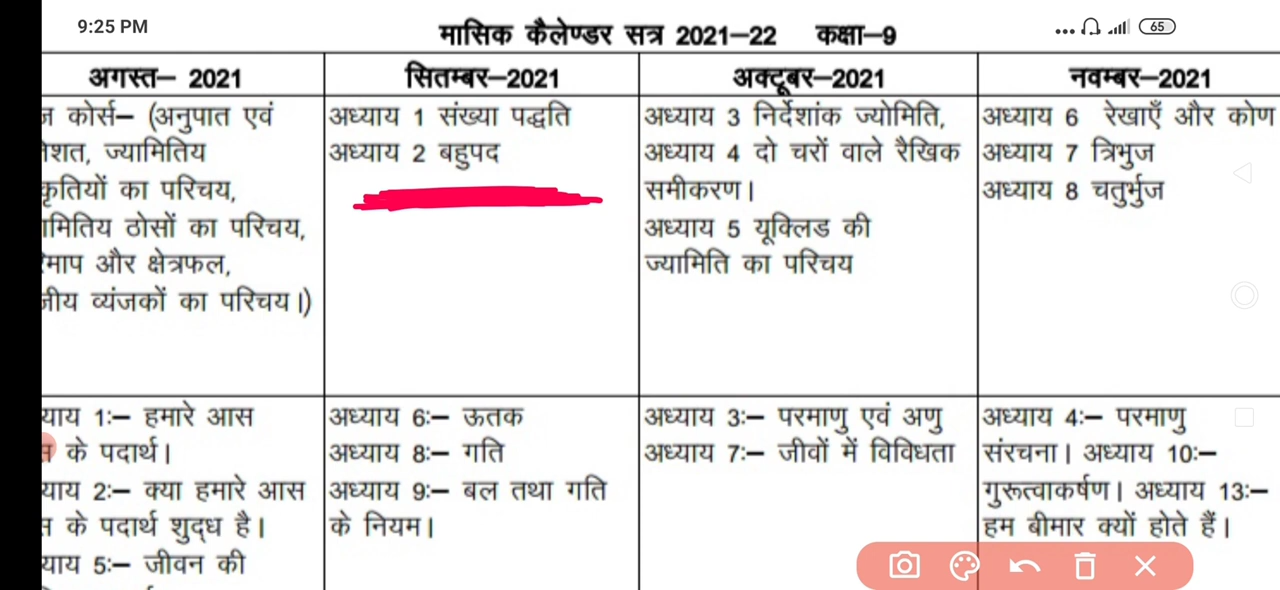 9:25 PM
65
मासिक कैलेण्डर सत्र 2021–22 कक्षा–9
अगस्त– 2021
कोर्स– (अनुपात एवं
ज्यामितिय
का परिचय,
ठोसों का परिचय,
और क्षेत्रफल,
व्यंजकों का परिचय।)
सितम्बर–2021
अध्याय 1 संख्या पद्धति
अध्याय 2 बहुपद
अक्टूबर–2021
अध्याय 3 निर्देशांक ज्योमिति,
अध्याय 4 दो चरों वाले रैखिक
समीकरण।
अध्याय 5 यूक्लिड की
ज्यामिति का परिचय
नवम्बर–2021
अध्याय 6 रेखाएँ और कोण
अध्याय 7 त्रिभुज
अध्याय 8 चतुर्भुज
1:– हमारे आस
के पदार्थ।
2:– क्या हमारे आस
के पदार्थ शुद्ध है।
5:– जीवन की
अध्याय 6:– ऊतक
अध्याय 8:– गति
अध्याय 9:– बल तथा गति
के नियम।
अध्याय 3:– परमाणु एवं अणु
अध्याय 7:– जीवों में विविधता
अध्याय 4:– परमाणु
संरचना। अध्याय 10:–
गुरूत्वाकर्षण। अध्याय 13:–
हम बीमार क्यों होते हैं।